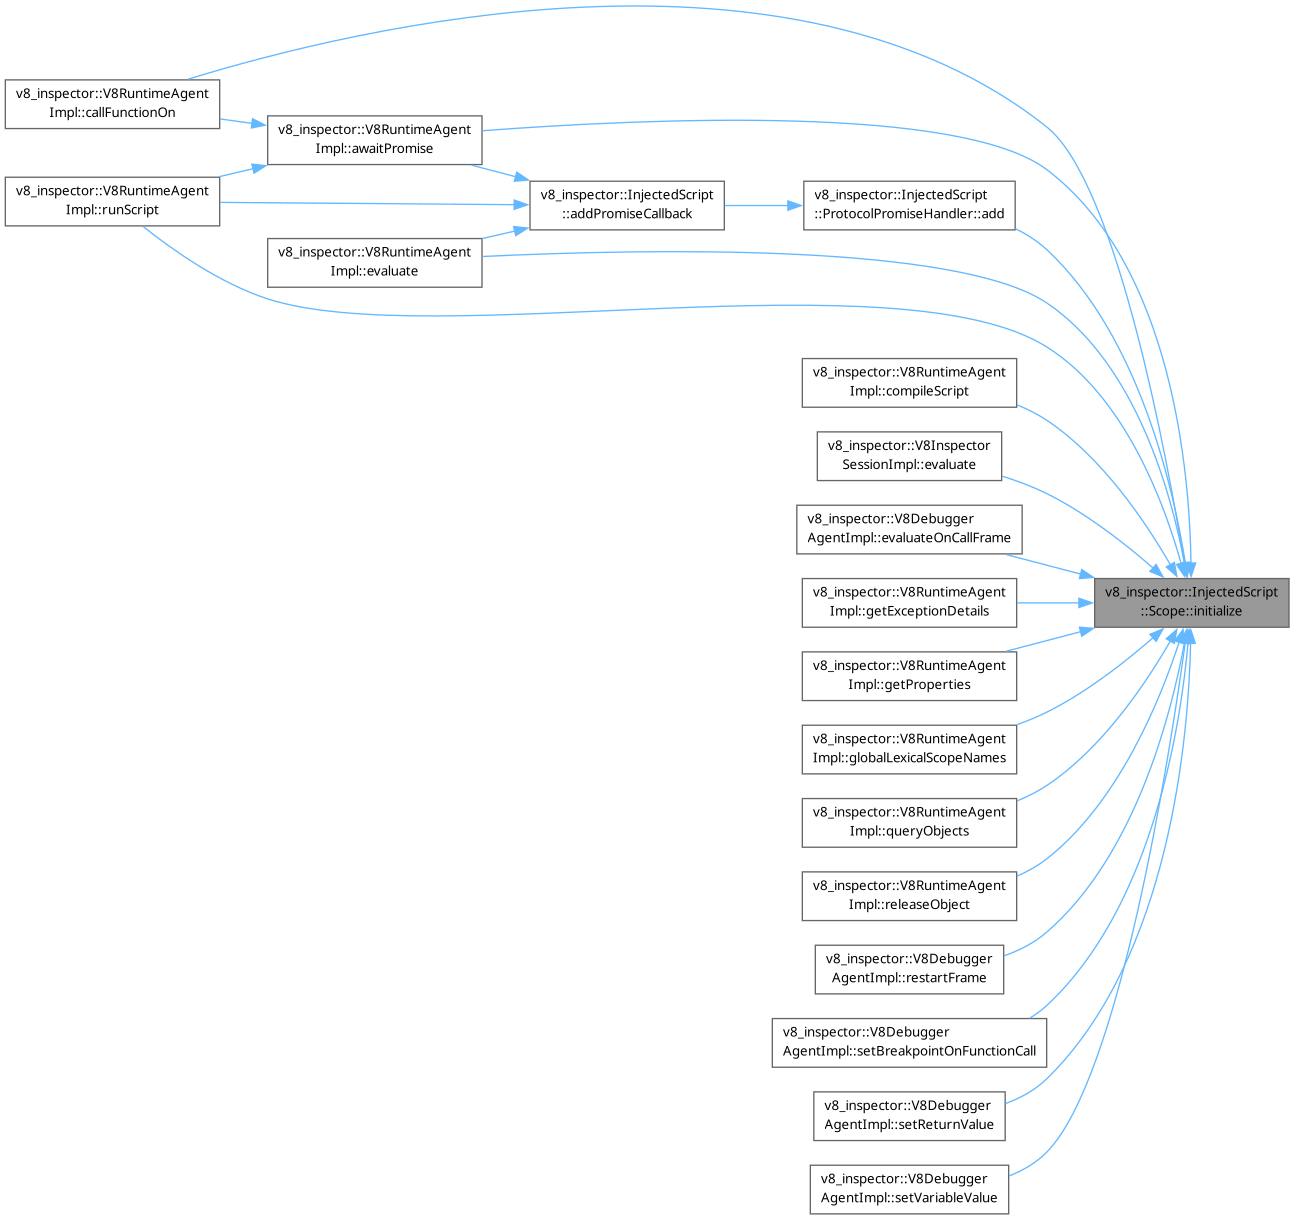 v8_inspector::V8RuntimeAgent
Impl::callFunctionOn
v8_inspector::V8RuntimeAgent
Impl::awaitPromise
v8_inspector::V8RuntimeAgent
Impl::runScript
v8_inspector::InjectedScript
::addPromiseCallback
v8_inspector::InjectedScript
::ProtocolPromiseHandler::add
v8_inspector::V8RuntimeAgent
Impl::evaluate
v8_inspector::V8RuntimeAgent
Impl::compileScript
v8_inspector::V8Inspector
SessionImpl::evaluate
v8_inspector::V8Debugger
AgentImpl::evaluateOnCallFrame
v8_inspector::V8RuntimeAgent
Impl::getExceptionDetails
v8_inspector::InjectedScript
::Scope::initialize
v8_inspector::V8RuntimeAgent
Impl::getProperties
v8_inspector::V8RuntimeAgent
Impl::globalLexicalScopeNames
v8_inspector::V8RuntimeAgent
Impl::queryObjects
v8_inspector::V8RuntimeAgent
Impl::releaseObject
v8_inspector::V8Debugger
AgentImpl::restartFrame
v8_inspector::V8Debugger
AgentImpl::setBreakpointOnFunctionCall
v8_inspector::V8Debugger
AgentImpl::setReturnValue
v8_inspector::V8Debugger
AgentImpl::setVariableValue